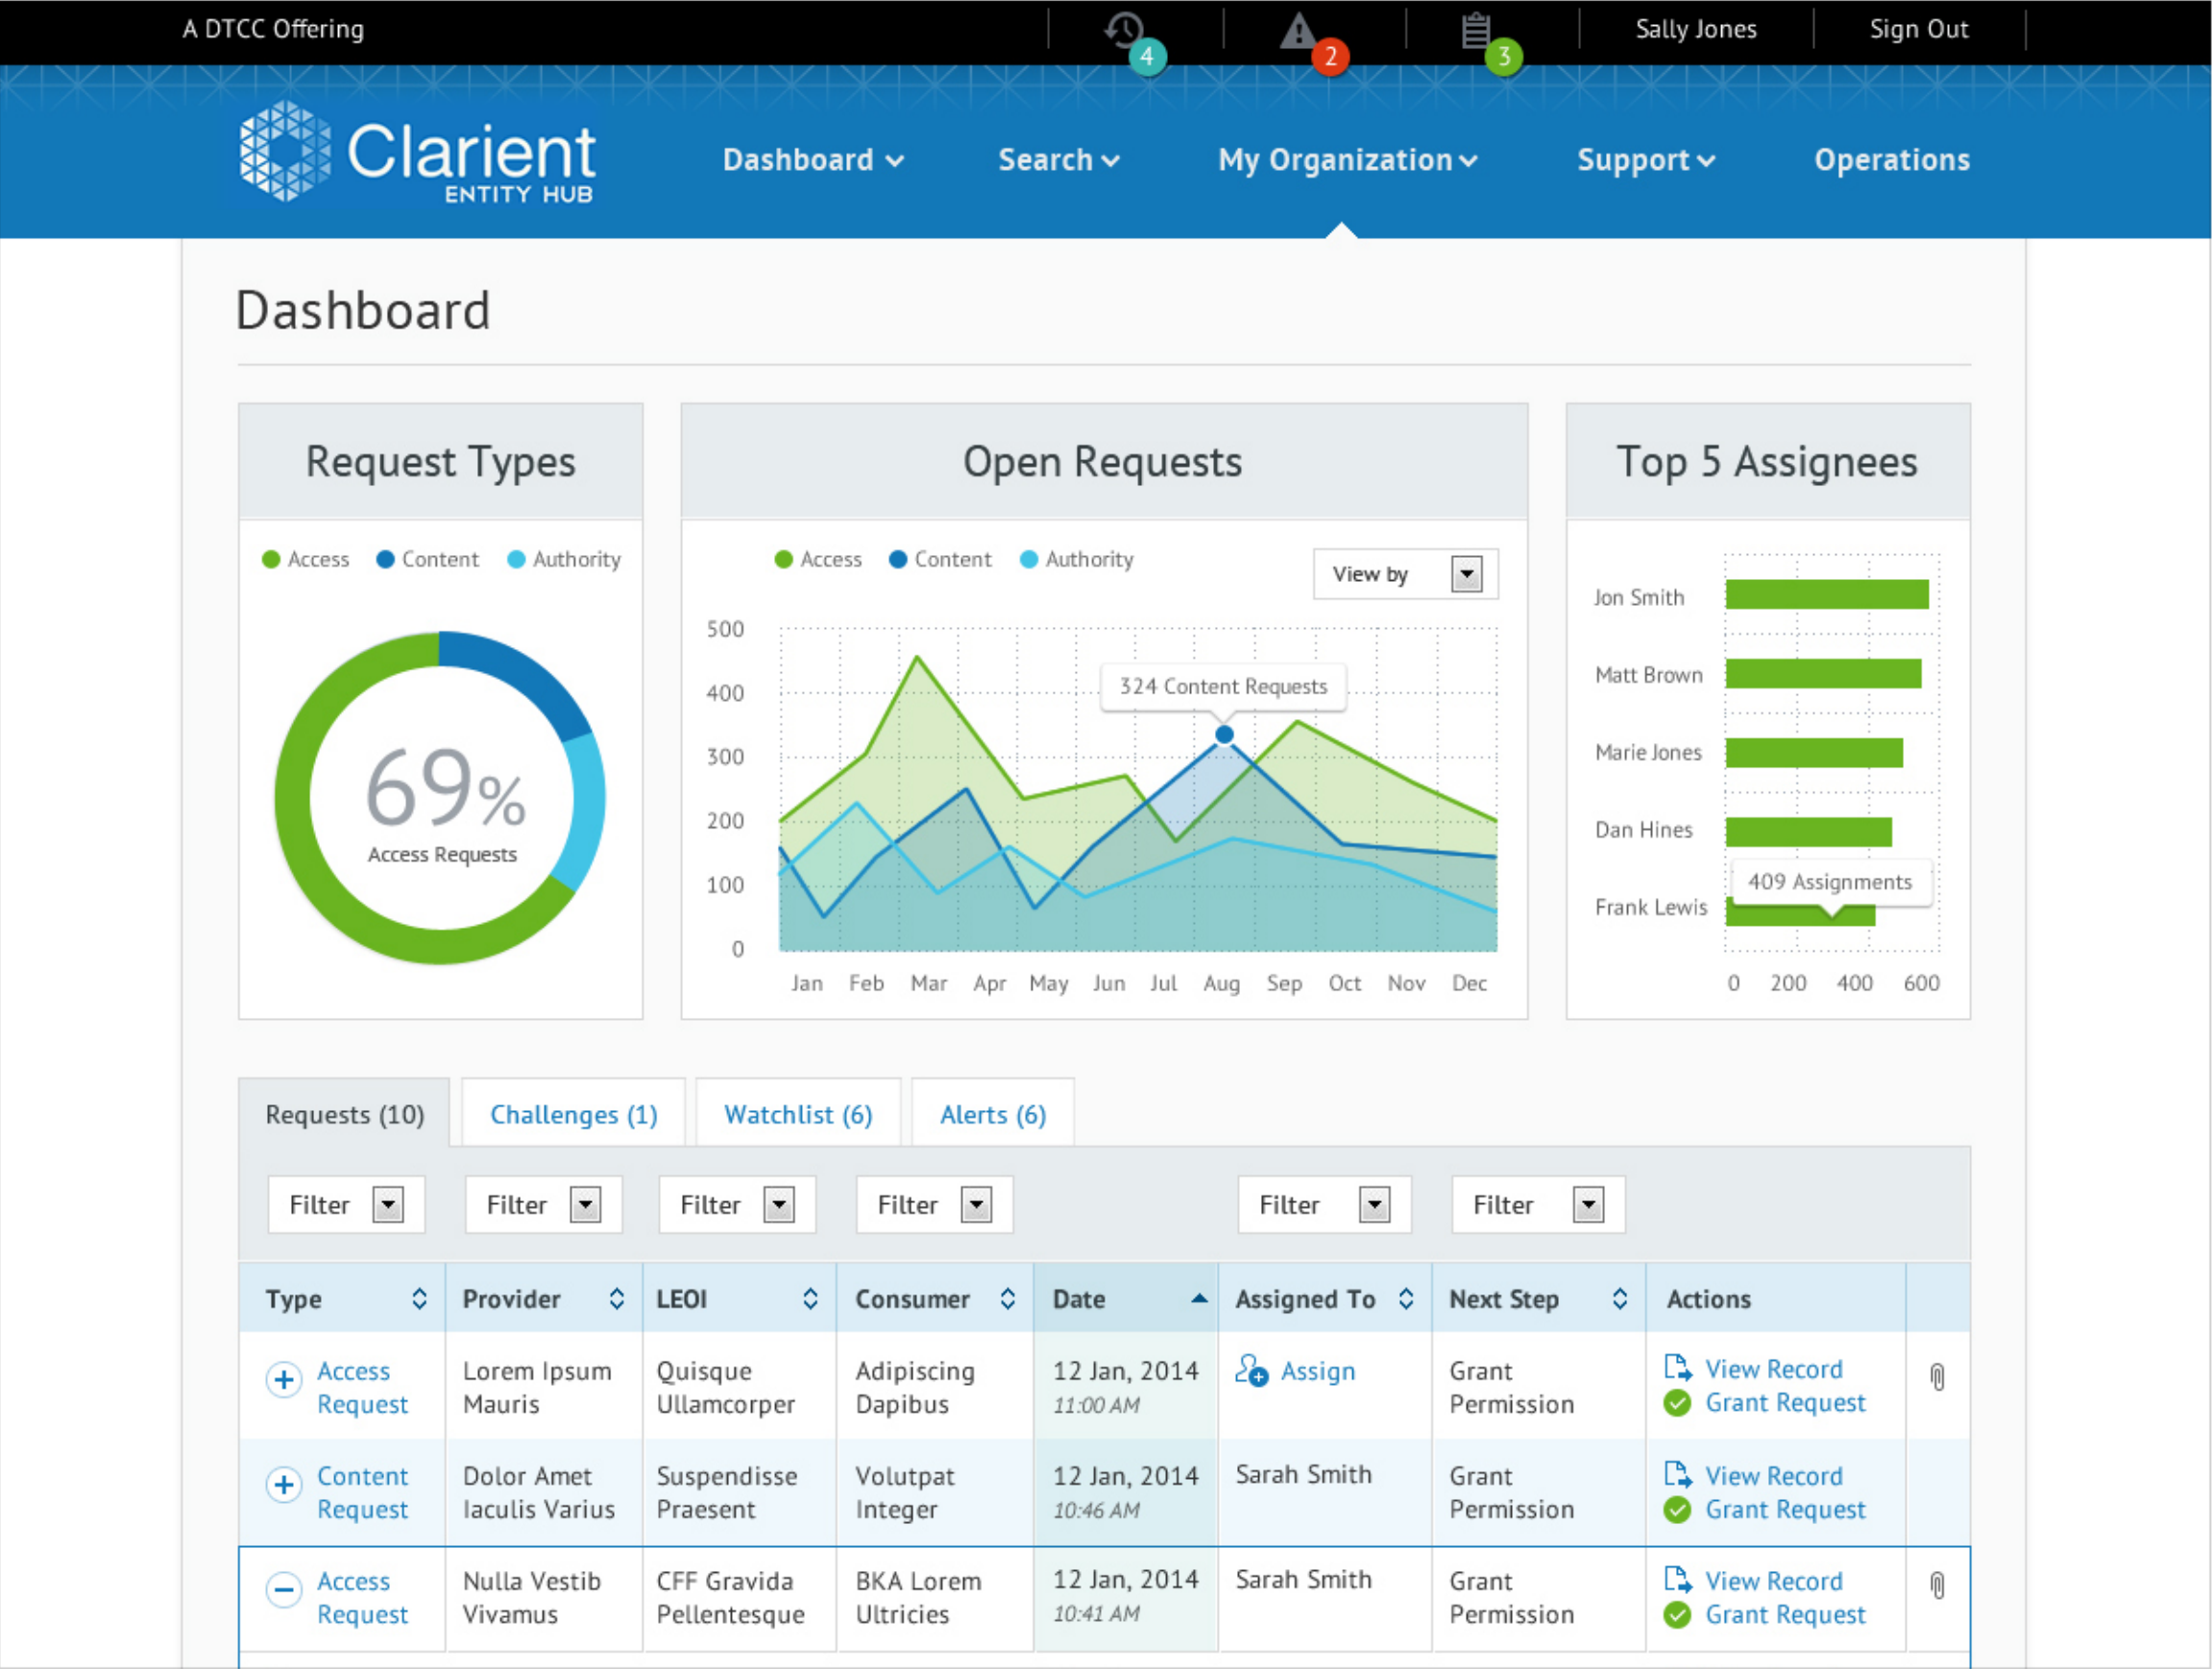 A DTCC Offering
4
2
3
Sally Jones
Sign Out
Clarient
ENTITY HUB
Dashboard
Search
My Organization
Support
Operations
Dashboard
Request Types
Access
Content
Authority
69%
Access Requests
Open Requests
Access
Content
Authority
View by
500
400
300
200
100
0
324 Content Requests
Jan Feb Mar Apr May Jun Jul Aug Sep Oct Nov Dec
Top 5 Assignees
Jon Smith
Matt Brown
Marie Jones
Dan Hines
Frank Lewis
409 Assignments
0 200 400 600
Requests (10)
Challenges (1)
Watchlist (6)
Alerts (6)
Filter
Filter
Filter
Filter
Filter
Filter
Type
Provider
LEOI
Consumer
Date
Assigned To
Next Step
Actions
Access
Request
Lorem Ipsum
Mauris
Quisque
Ullamcorper
Adipiscing
Dapibus
12 Jan, 2014
11:00 AM
Assign
Grant
Permission
View Record
Grant Request
Content
Request
Dolor Amet
Iaculis Varius
Suspendisse
Praesent
Volutpat
Integer
12 Jan, 2014
10:46 AM
Sarah Smith
Grant
Permission
View Record
Grant Request
Access
Request
Nulla Vestib
Vivamus
CFF Gravida
Pellentesque
BKA Lorem
Ultricies
12 Jan, 2014
10:41 AM
Sarah Smith
Grant
Permission
View Record
Grant Request